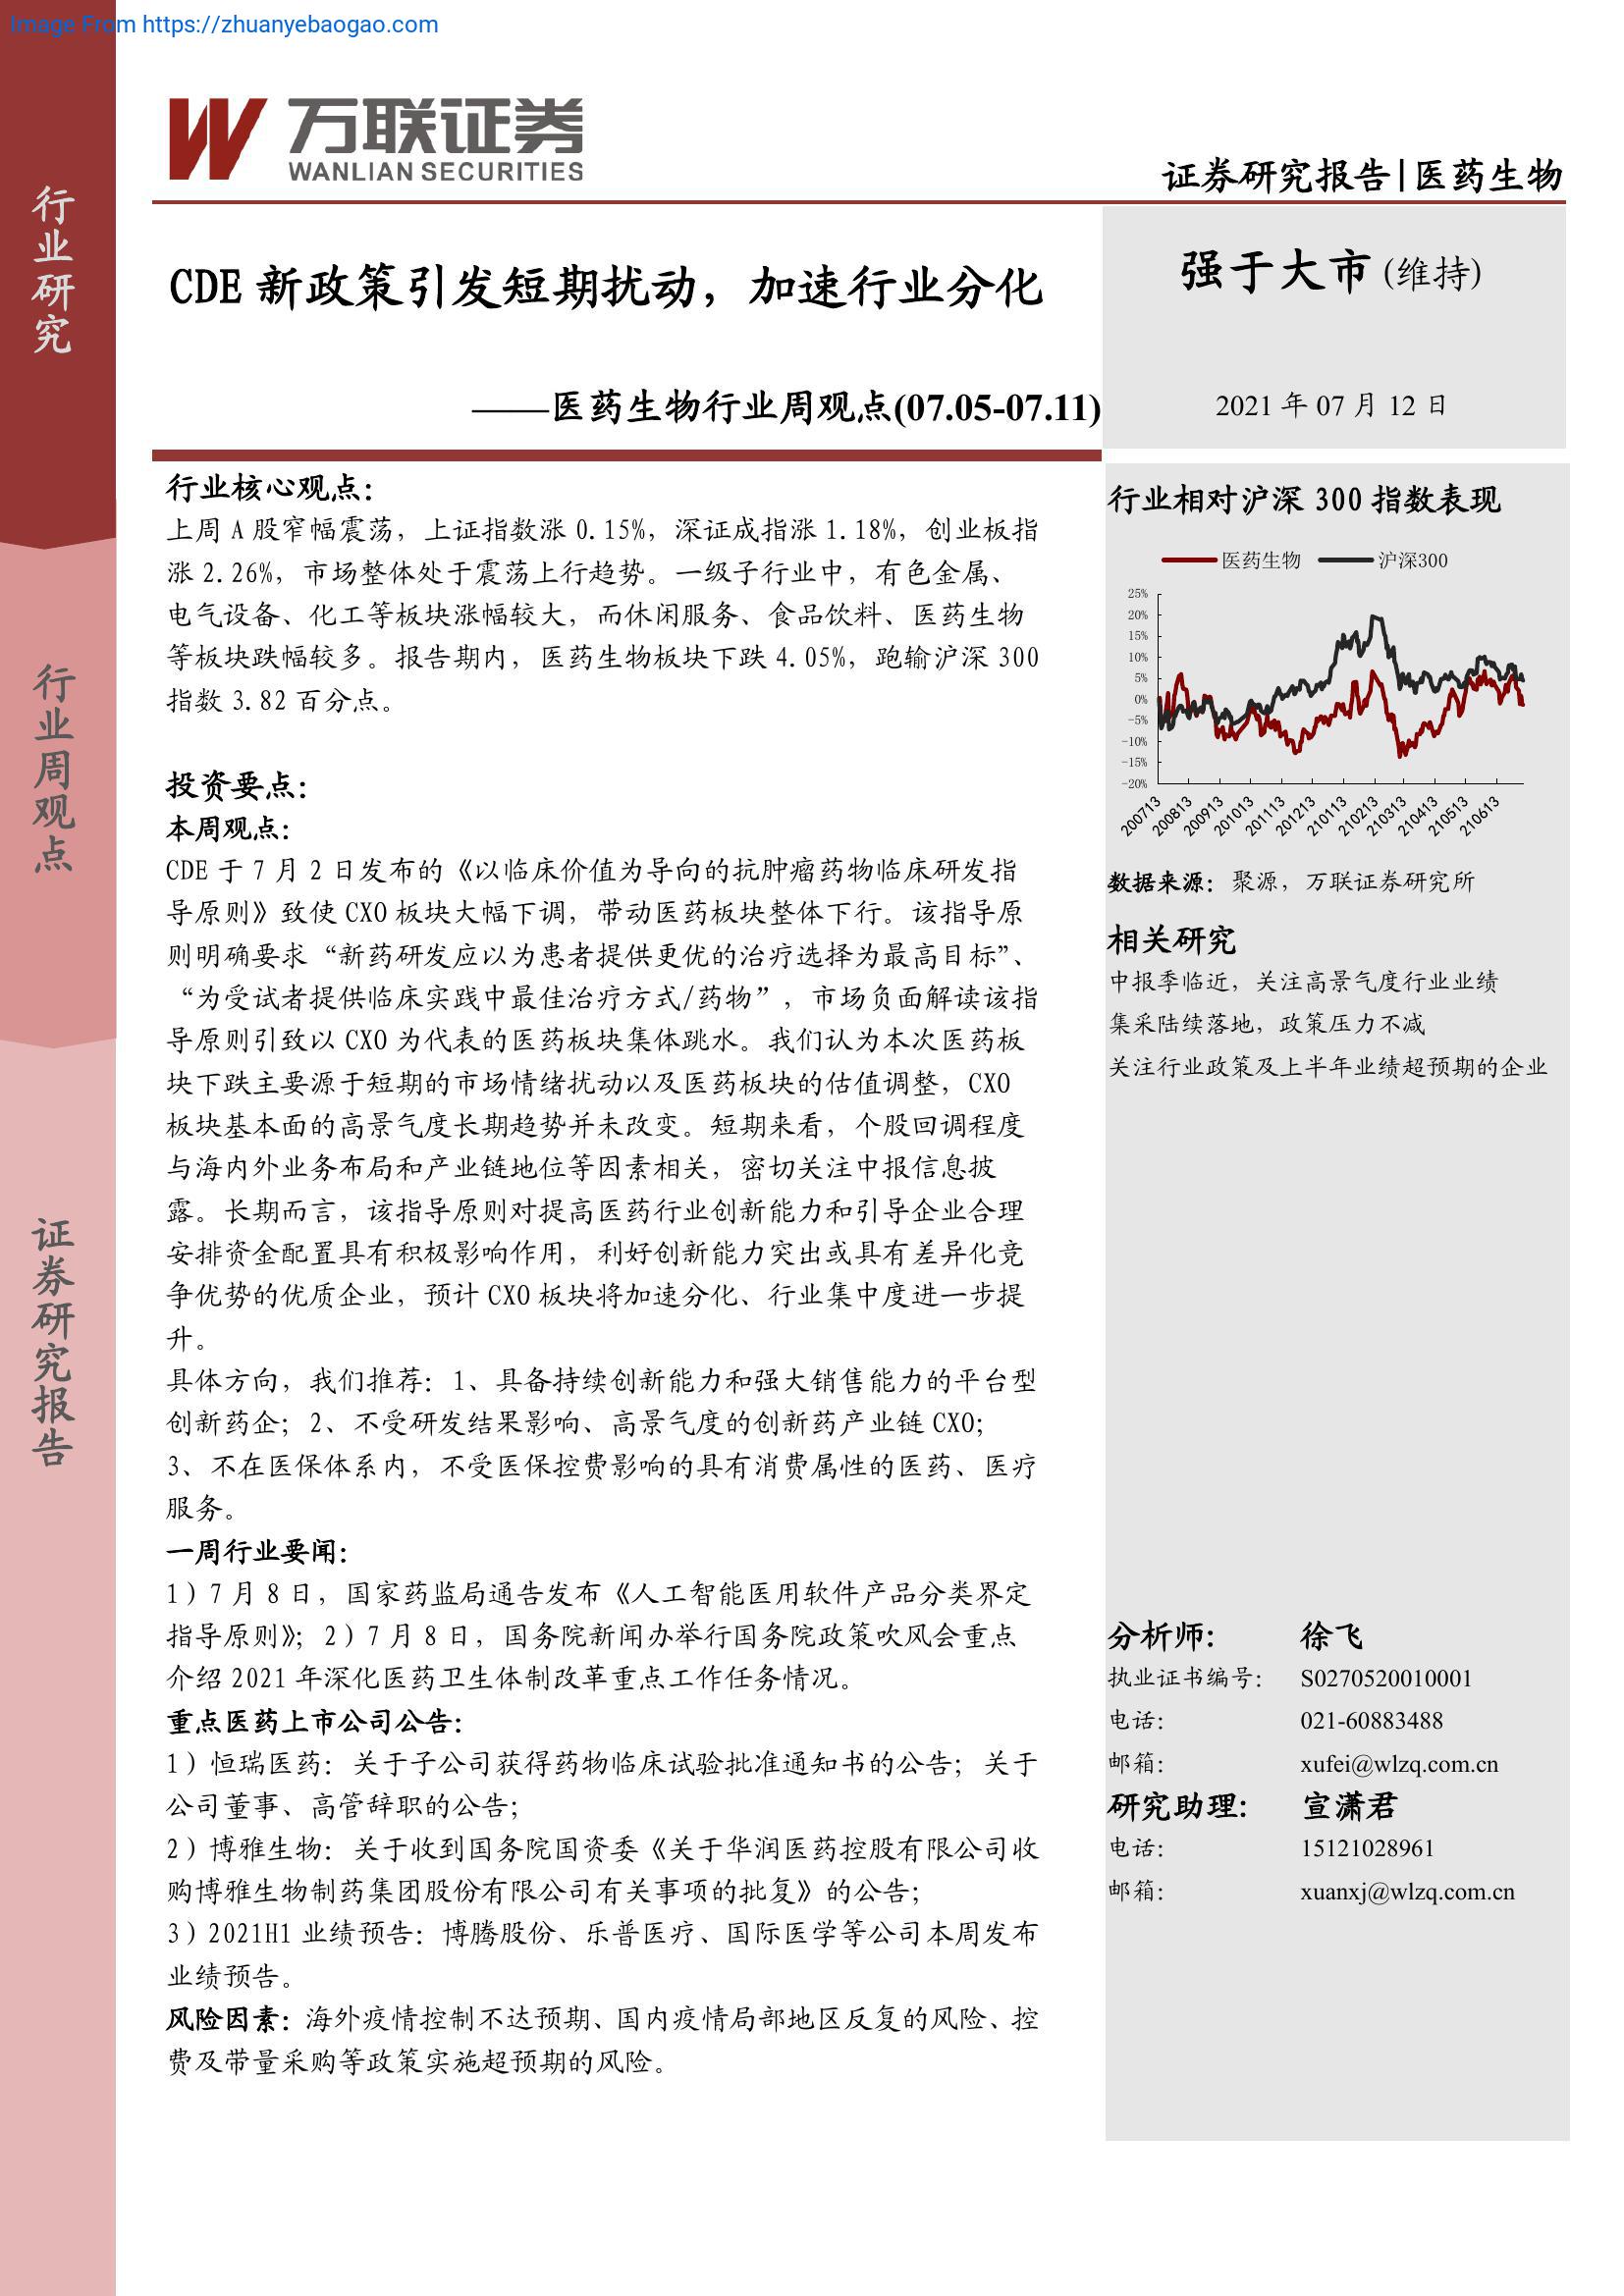 Image From https://zhuanyebaogao.com
万联证券
WANLIAN SECURITIES
证券研究报告|医药生物
行业研究
行业周观点
证券研究报告
CDE 新政策引发短期扰动，加速行业分化
——医药生物行业周观点(07.05-07.11)
强于大市(维持)
2021 年 07 月 12 日
行业核心观点：
上周 A 股窄幅震荡，上证指数涨 0.15%，深证成指涨 1.18%，创业板指
涨 2.26%，市场整体处于震荡上行趋势。一级子行业中，有色金属、
电气设备、化工等板块涨幅较大，而休闲服务、食品饮料、医药生物
等板块跌幅较多。报告期内，医药生物板块下跌 4.05%，跑输沪深 300
指数 3.82 百分点。
投资要点：
本周观点：
CDE 于 7 月 2 日发布的《以临床价值为导向的抗肿瘤药物临床研发指
导原则》致使 CXO 板块大幅下调，带动医药板块整体下行。该指导原
则明确要求“新药研发应以为患者提供更优的治疗选择为最高目标”、
“为受试者提供临床实践中最佳治疗方式/药物”，市场负面解读该指
导原则引致以 CXO 为代表的医药板块集体跳水。我们认为本次医药板
块下跌主要源于短期的市场情绪扰动以及医药板块的估值调整，CXO
板块基本面的高景气度长期趋势并未改变。短期来看，个股回调程度
与海内外业务布局和产业链地位等因素相关，密切关注中报信息披
露。长期而言，该指导原则对提高医药行业创新能力和引导企业合理
安排资金配置具有积极影响作用，利好创新能力突出或具有差异化竞
争优势的优质企业，预计 CXO 板块将加速分化、行业集中度进一步提
升。
具体方向，我们推荐：1、具备持续创新能力和强大销售能力的平台型
创新药企；2、不受研发结果影响、高景气度的创新药产业链 CXO；
3、不在医保体系内，不受医保控费影响的具有消费属性的医药、医疗
服务。
一周行业要闻：
1）7 月 8 日，国家药监局通告发布《人工智能医用软件产品分类界定
指导原则》；2）7 月 8 日，国务院新闻办举行国务院政策吹风会重点
介绍 2021 年深化医药卫生体制改革重点工作任务情况。
重点医药上市公司公告：
1）恒瑞医药：关于子公司获得药物临床试验批准通知书的公告；关于
公司董事、高管辞职的公告；
2）博雅生物：关于收到国务院国资委《关于华润医药控股有限公司收
购博雅生物制药集团股份有限公司有关事项的批复》的公告；
3）2021H1 业绩预告：博腾股份、乐普医疗、国际医学等公司本周发布
业绩预告。
风险因素：海外疫情控制不达预期、国内疫情局部地区反复的风险、控
费及带量采购等政策实施超预期的风险。
行业相对沪深 300 指数表现
医药生物 沪深300
25%
20%
15%
10%
5%
0%
-5%
-10%
-15%
-20%
200713 200813 200913 201013 201113 201213 210113 210213 210313 210413 210513 210613
数据来源：聚源，万联证券研究所
相关研究
中报季临近，关注高景气度行业业绩
集采陆续落地，政策压力不减
关注行业政策及上半年业绩超预期的企业
分析师： 徐飞
执业证书编号： S0270520010001
电话： 021-60883488
邮箱： xufei@wlzq.com.cn
研究助理： 宣潇君
电话： 15121028961
邮箱： xuanxj@wlzq.com.cn